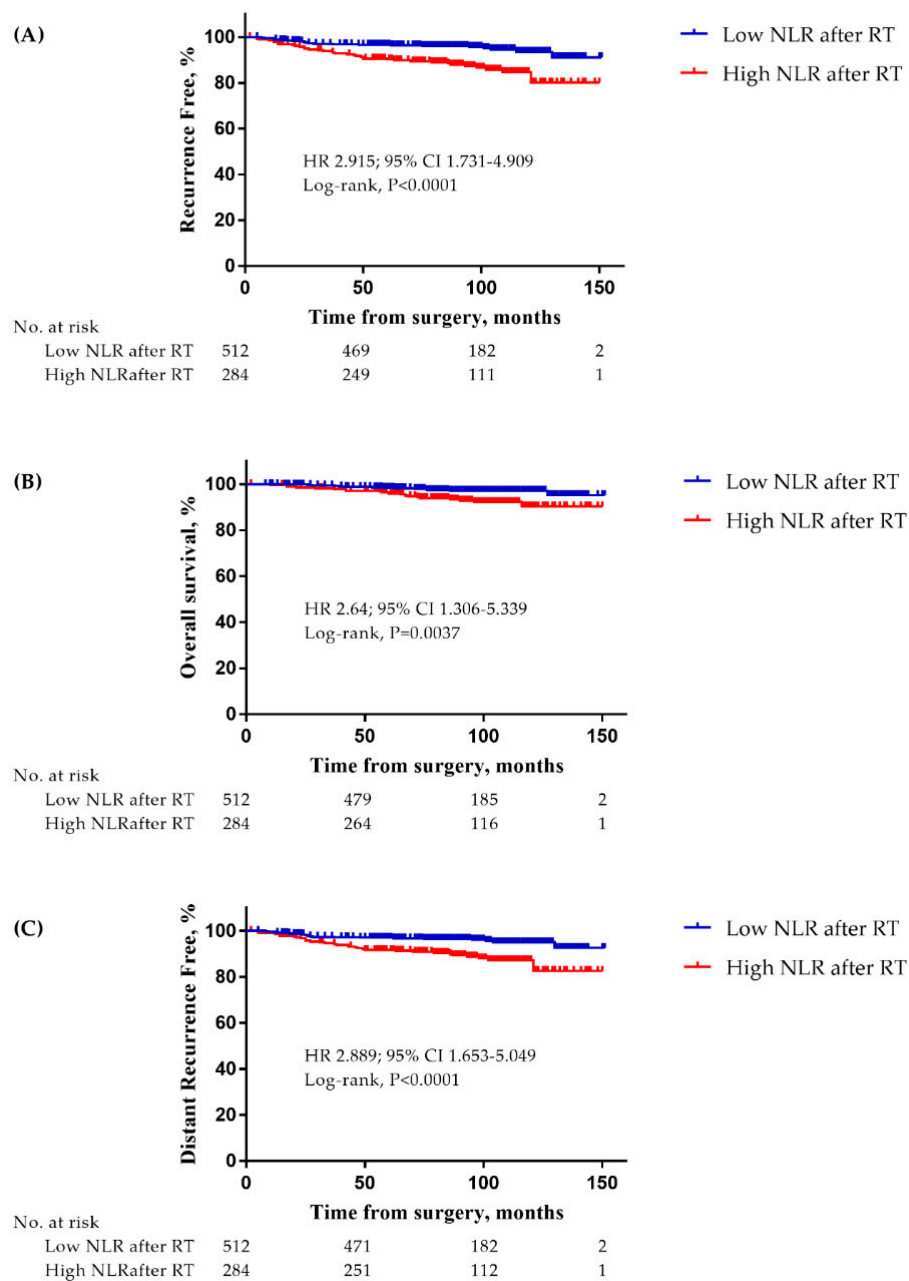 (A)
Recurrence Free, %
100
80
60
40
20
0
0 50 100 150
Time from surgery, months
HR 2.915; 95% CI 1.731-4.909
Log-rank, P<0.0001
Low NLR after RT
High NLR after RT
No. at risk
Low NLR after RT 512 469 182 2
High NLRafter RT 284 249 111 1
(B)
Overall survival, %
100
80
60
40
20
0
0 50 100 150
Time from surgery, months
HR 2.64; 95% CI 1.306-5.339
Log-rank, P=0.0037
Low NLR after RT
High NLR after RT
No. at risk
Low NLR after RT 512 479 185 2
High NLRafter RT 284 264 116 1
(C)
Distant Recurrence Free, %
100
80
60
40
20
0
0 50 100 150
Time from surgery, months
HR 2.889; 95% CI 1.653-5.049
Log-rank, P<0.0001
Low NLR after RT
High NLR after RT
No. at risk
Low NLR after RT 512 471 182 2
High NLRafter RT 284 251 112 1